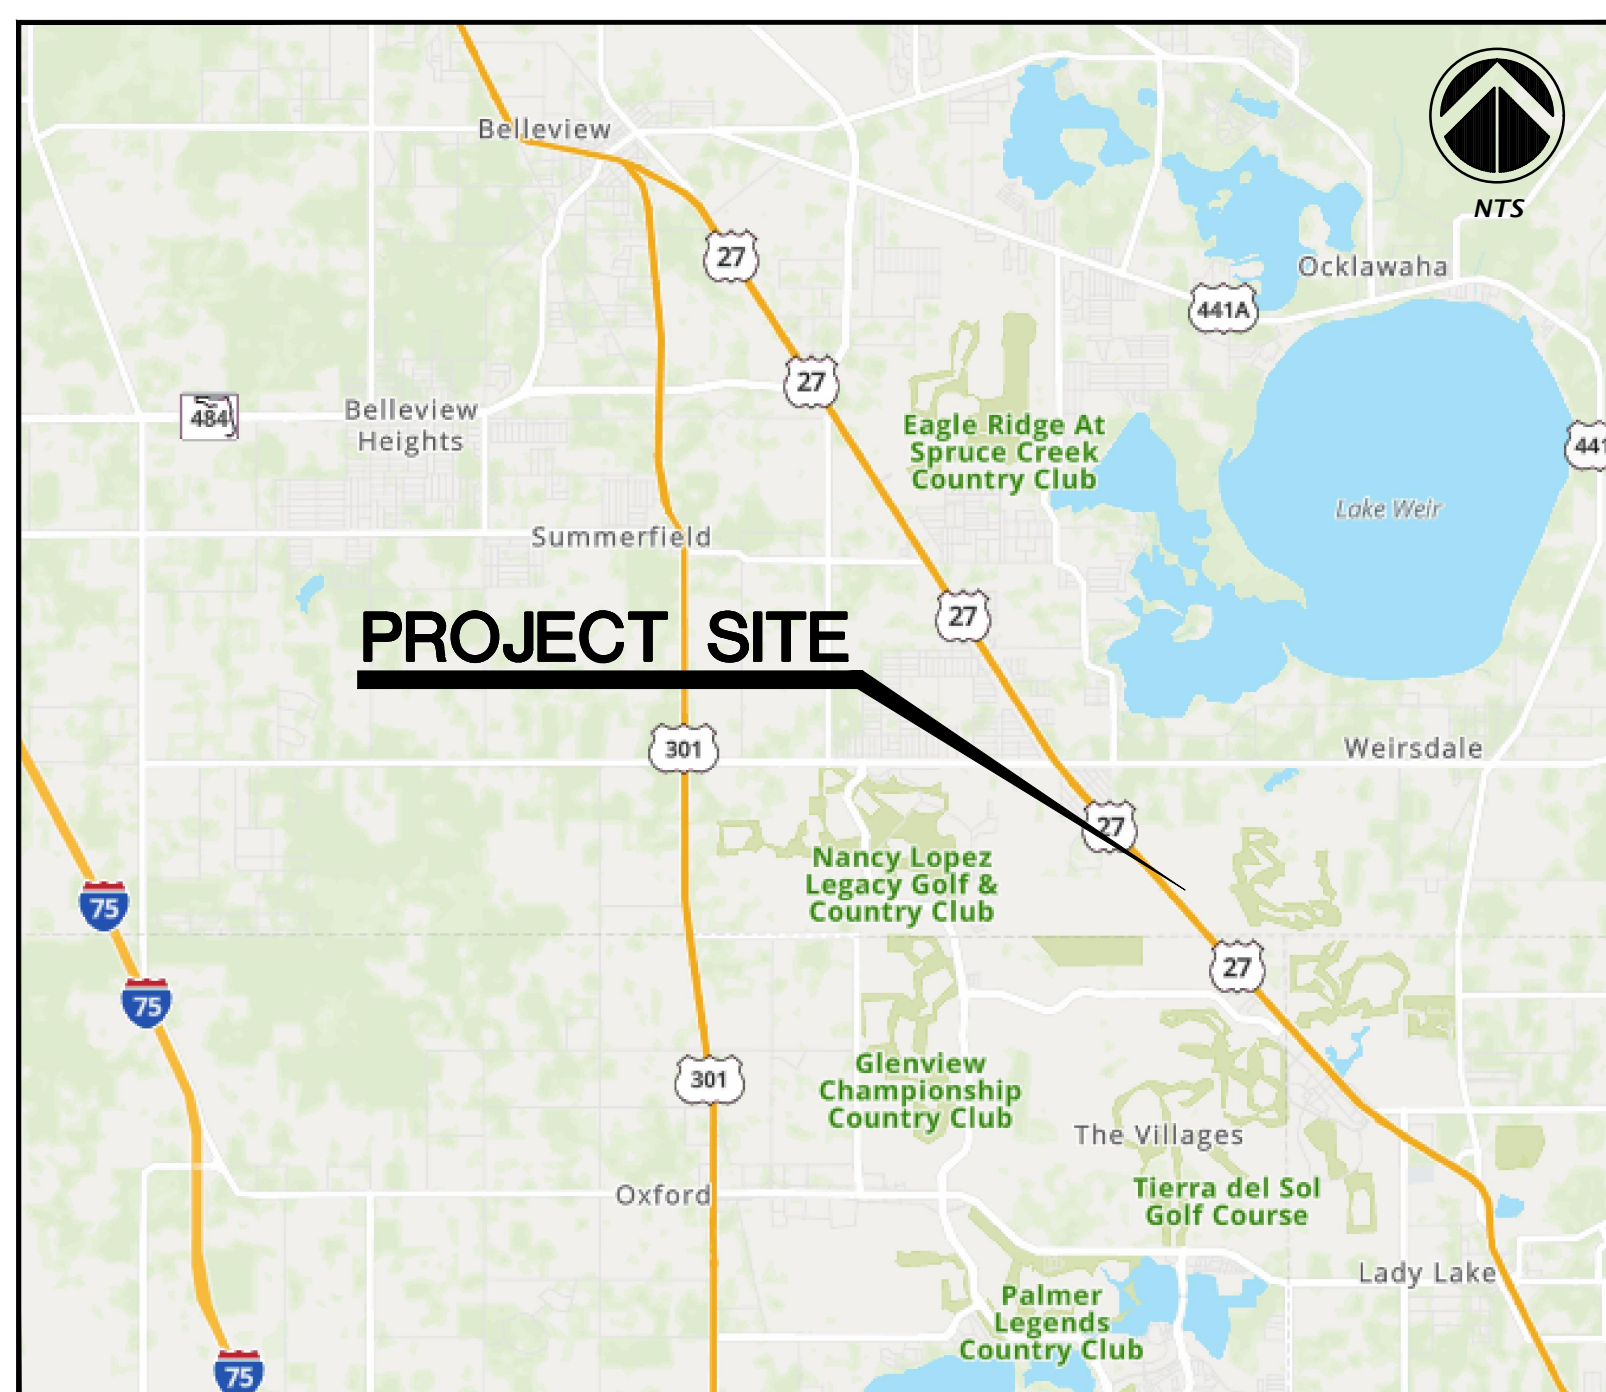 Belleview
NTS
27
Ocklawaha
441A
27
484
Belleview
Heights
Eagle Ridge At
Spruce Creek
Country Club
441
Lake Weir
Summerfield
27
PROJECT SITE
301
Weirsdale
27
Nancy Lopez
Legacy Golf &
Country Club
75
27
75
Glenview
Championship
Country Club
301
The Villages
Oxford
Tierra del Sol
Golf Course
Lady Lake
Palmer
Legends
Country Club
75